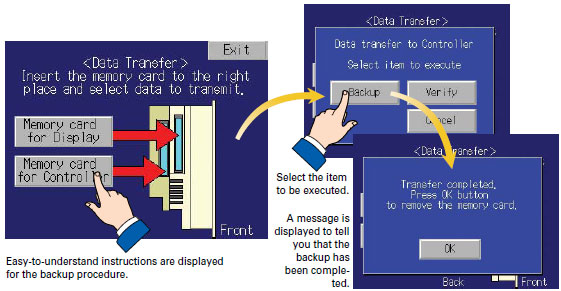 Exit
<Data Transfer>
Insert the memory card to the right
place and select data to transmit.
Memory card
for Display
Memory card
for Controller
Front
Easy-to-understand instructions are displayed
for the backup procedure.
<Data Transfer>
Data transfer to Controller
Select item to execute
Backup
Verify
Cancel
Select the item
to be executed.
A message is
displayed to tell
you that the
backup has
been comple-
ted.
<Data Transfer>
Transfer completed.
Press OK button
to remove the memory card.
OK
Back
Front